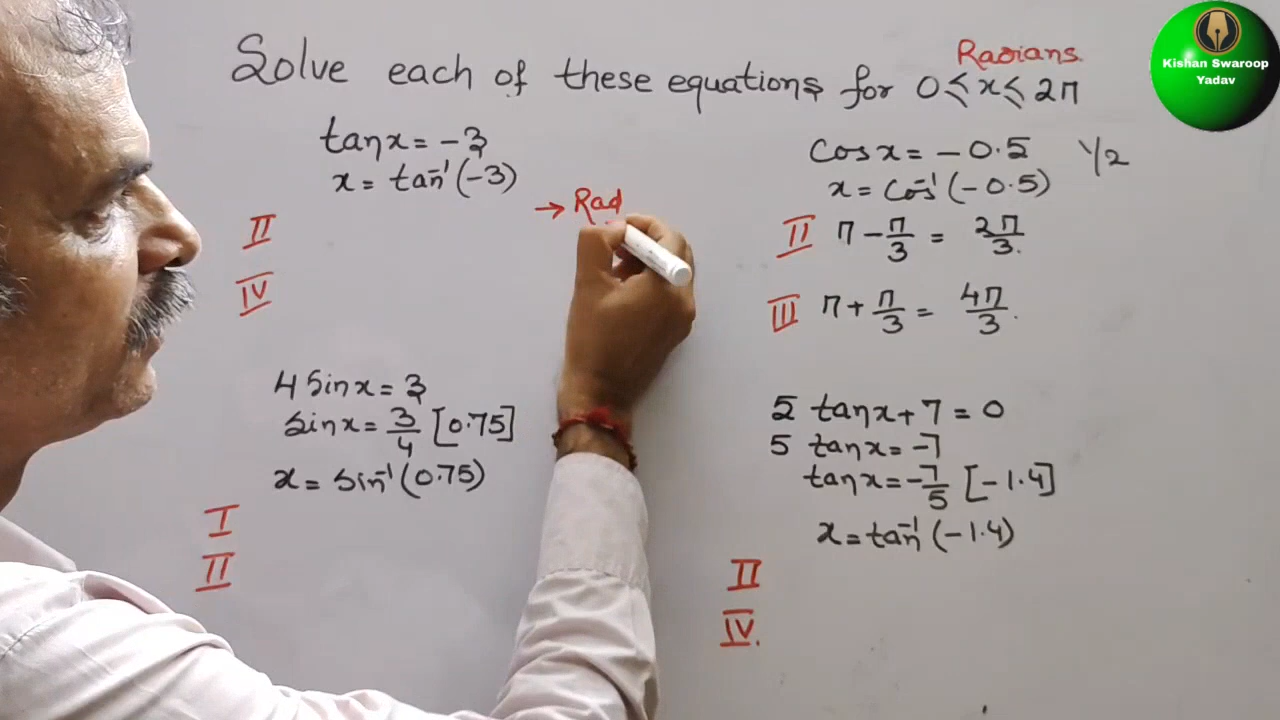 Kishan Swaroop
Yadav
Radians.
Solve each of these equations for 0 ≤ x ≤ 2π
tan x = -3
x = tan⁻¹(-3)
→ Rad
II
IV
cos x = -0.5 1/2
x = cos⁻¹(-0.5)
II π - π/3 = 2π/3.
III π + π/3 = 4π/3.
4 Sin x = 3
sin x = 3/4 [0.75]
x = sin⁻¹(0.75)
I
II
5 tan x + 7 = 0
5 tan x = -7
tan x = -7/5 [-1.4]
x = tan⁻¹(-1.4)
II
IV.